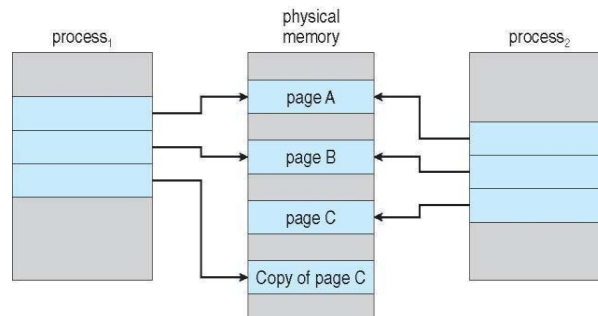 process₁
physical
memory
process₂
page A
page B
page C
Copy of page C